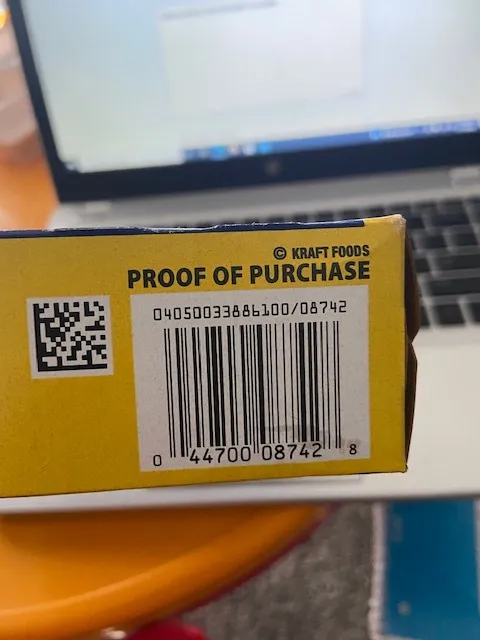 © KRAFT FOODS
PROOF OF PURCHASE
04050033886100/08742
0 44700 08742 8